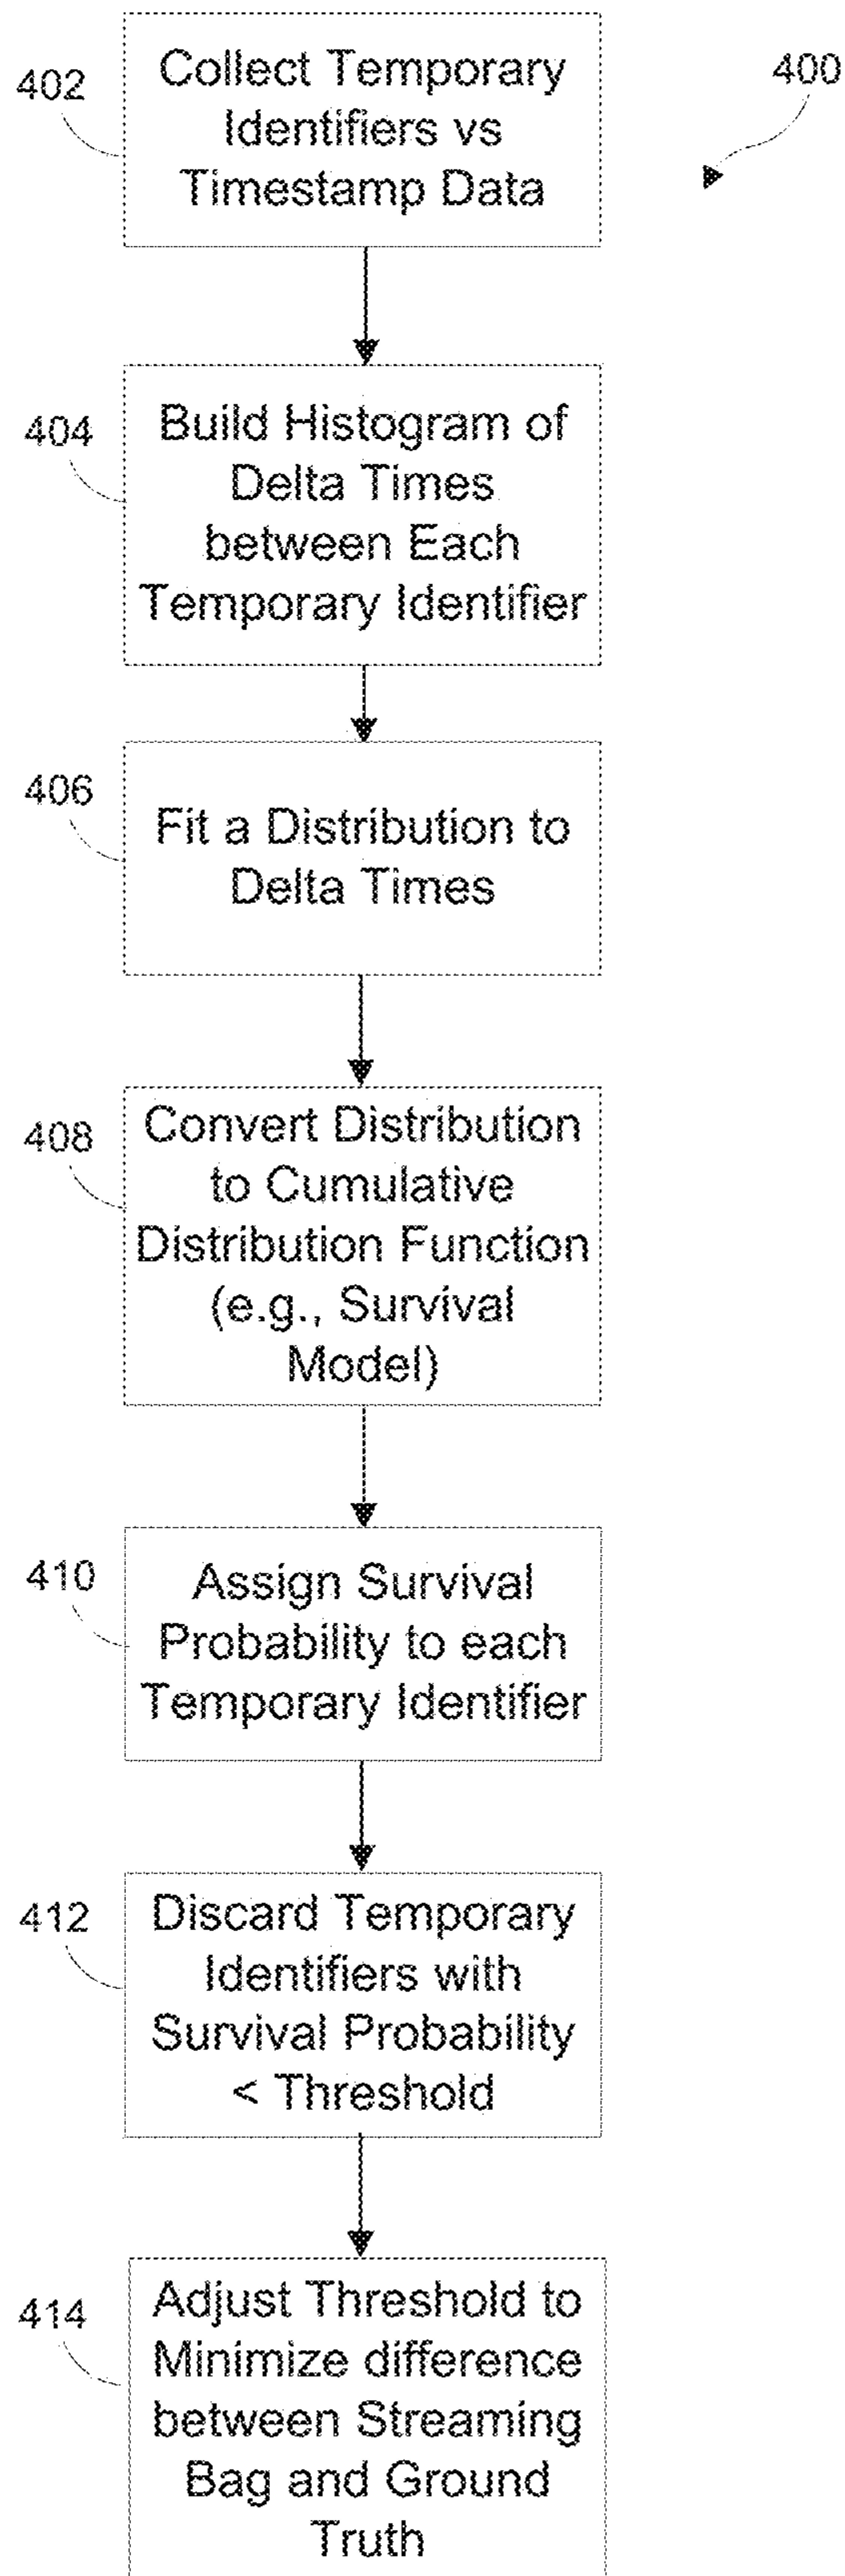 402
Collect Temporary
Identifiers vs
Timestamp Data
400
404
Build Histogram of
Delta Times
between Each
Temporary Identifier
406
Fit a Distribution to
Delta Times
408
Convert Distribution
to Cumulative
Distribution Function
(e.g., Survival
Model)
410
Assign Survival
Probability to each
Temporary Identifier
412
Discard Temporary
Identifiers with
Survival Probability
< Threshold
414
Adjust Threshold to
Minimize difference
between Streaming
Bag and Ground
Truth